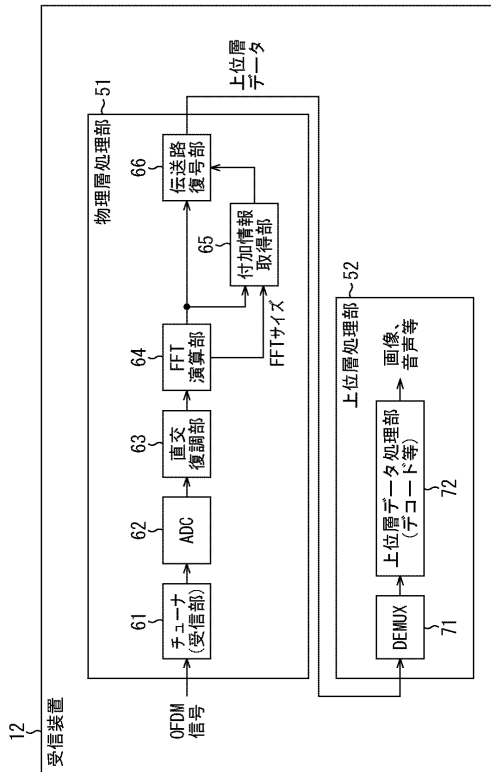 12
受信装置
物理層処理部
51
OFDM
信号
61
チューナ
(受信部)
62
ADC
63
直交
復調部
64
FFT
演算部
FFTサイズ
65
付加情報
取得部
66
伝送路
復号部
上位層
データ
上位層処理部
52
DEMUX
71
上位層データ処理部
(デコード等)
72
画像、
音声等